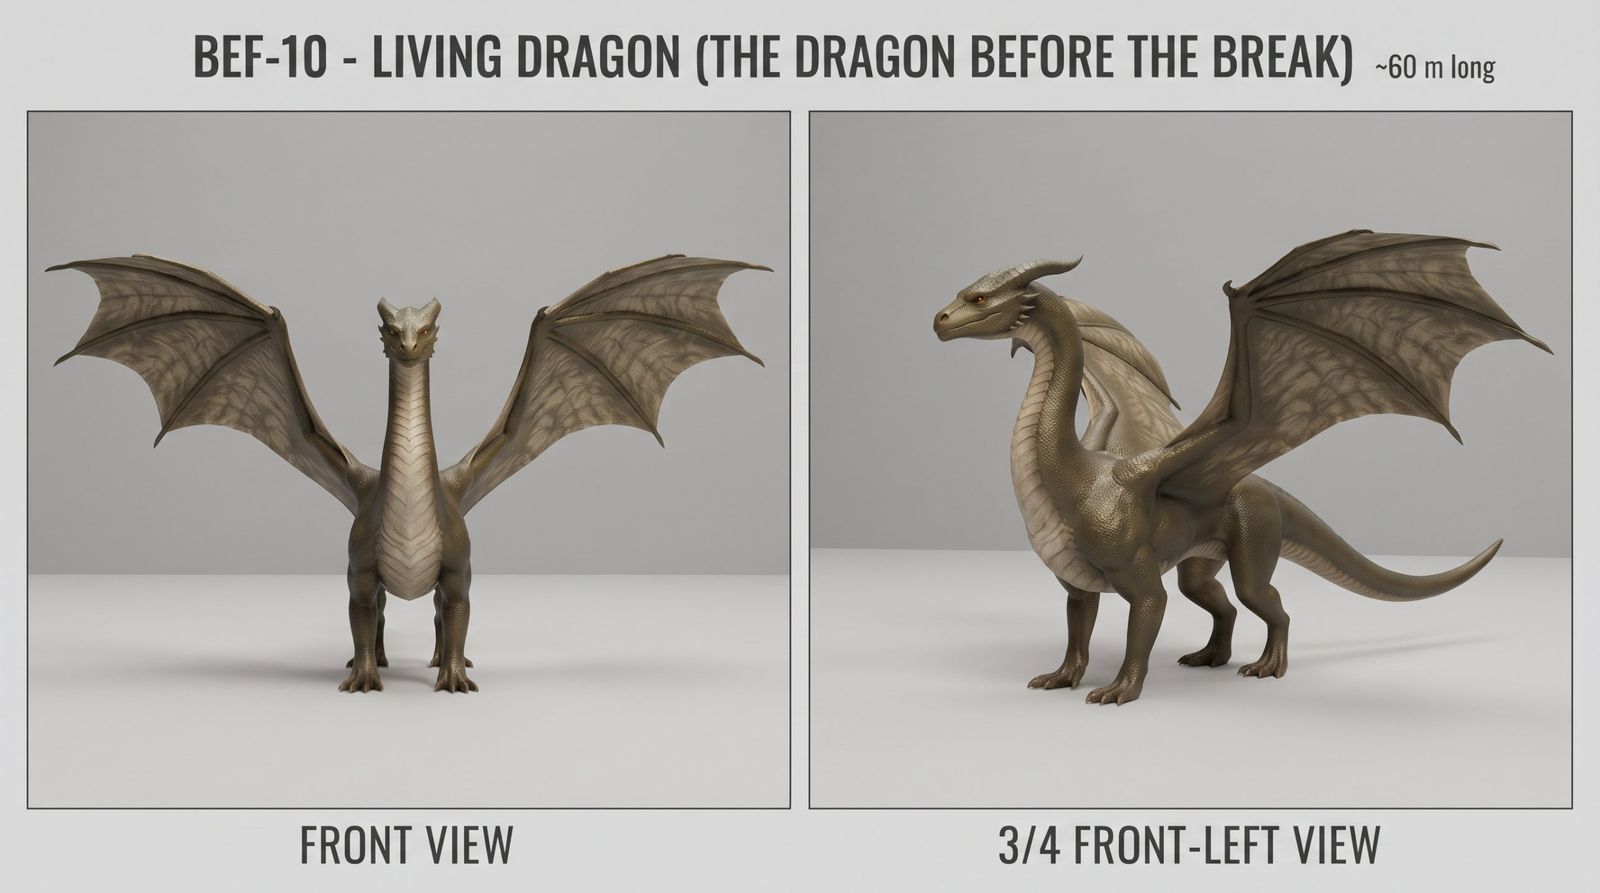 BEF-10 - LIVING DRAGON (THE DRAGON BEFORE THE BREAK) ~60 m long
FRONT VIEW
3/4 FRONT-LEFT VIEW